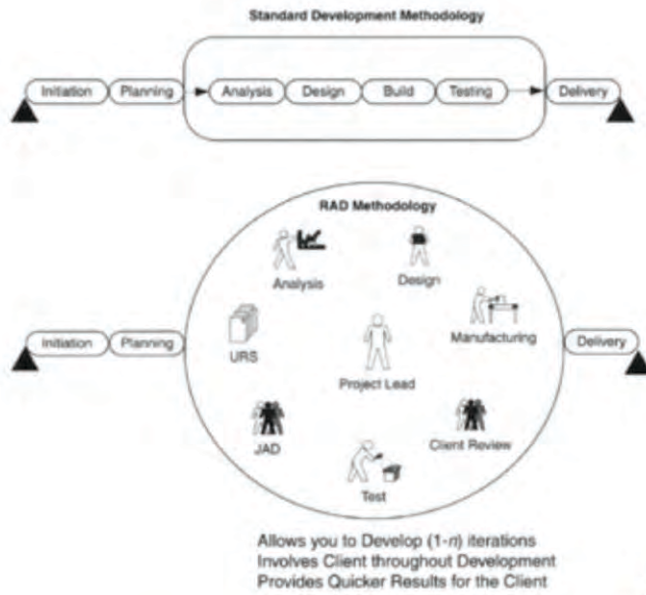 Standard Development Methodology
Initiation
Planning
Analysis
Design
Build
Testing
Delivery
RAD Methodology
Analysis
Design
URS
Manufacturing
Initiation
Planning
Delivery
Project Lead
JAD
Client Review
Test
Allows you to Develop (1-n) iterations
Involves Client throughout Development
Provides Quicker Results for the Client